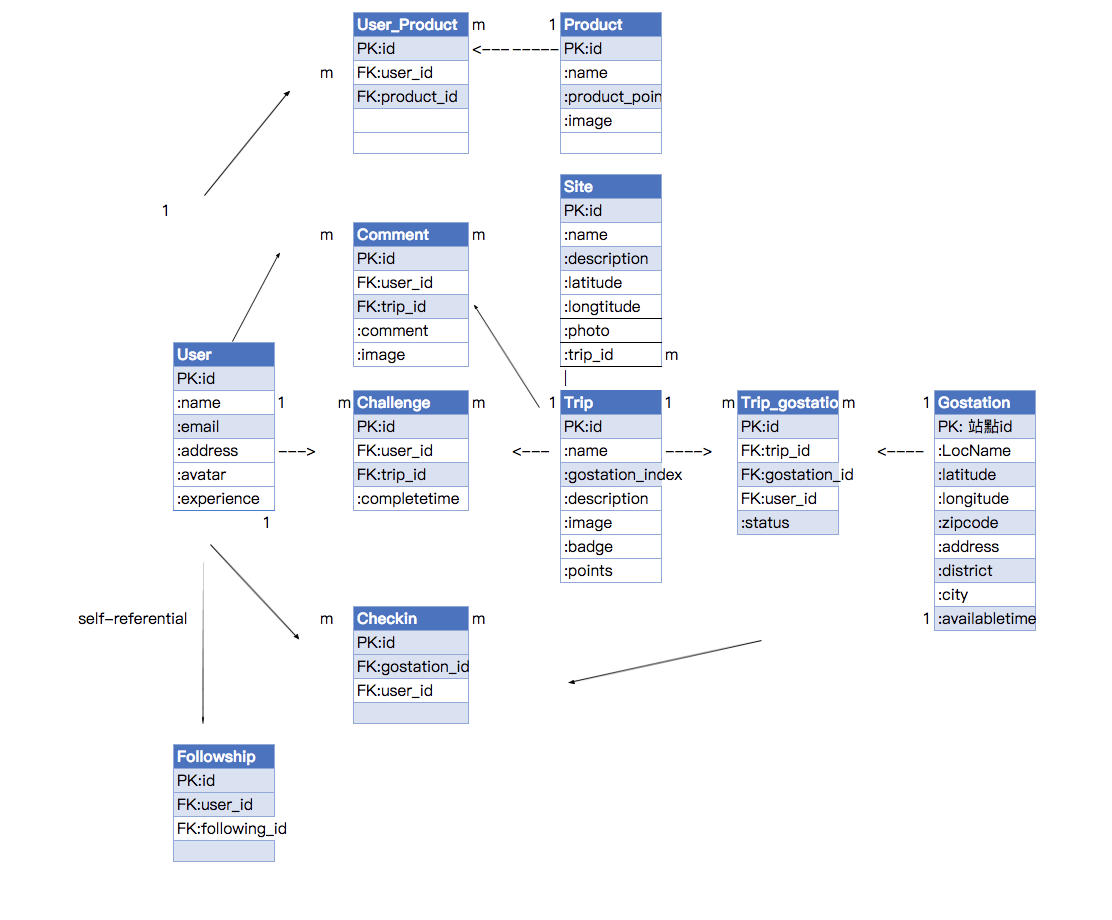 User_Product
m
PK:id
FK:user_id
m
FK:product_id
1
Product
PK:id
:name
:product_poin
:image
<--------
1
Site
PK:id
:name
:description
:latitude
:longtitude
:photo
:trip_id
m
m
Comment
m
PK:id
FK:user_id
FK:trip_id
:comment
:image
User
PK:id
:name
1
:email
:address
--->
:avatar
:experience
1
m
Challenge
m
PK:id
FK:user_id
<---
FK:trip_id
:completetime
1
Trip
1
PK:id
:name
---->
:gostation_index
:description
:image
:badge
:points
m
Trip_gostatio
m
PK:id
FK:trip_id
<----
FK:gostation_id
FK:user_id
:status
1
Gostation
PK: 站點id
:LocName
:latitude
:longitude
:zipcode
:address
:district
:city
1
:availabletime
self-referential
m
Checkin
m
PK:id
FK:gostation_id
FK:user_id
Followship
PK:id
FK:user_id
FK:following_id